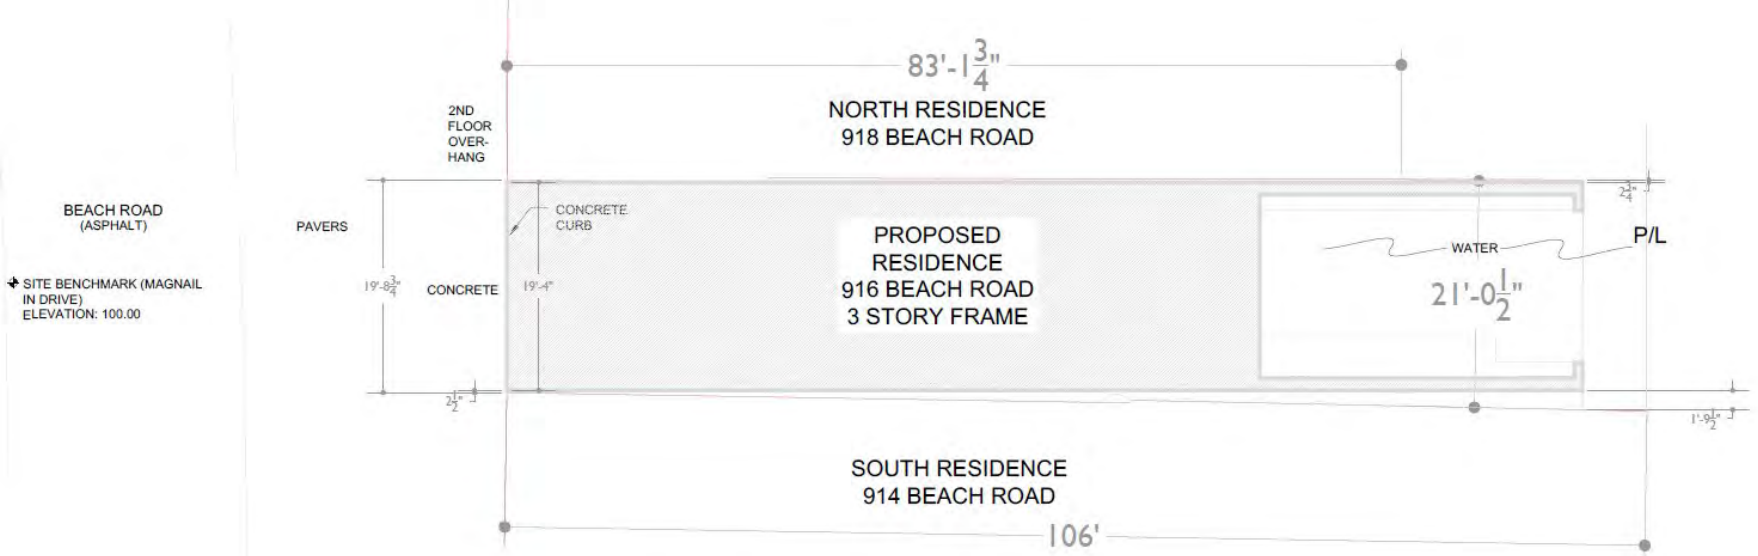 83'-1 3/4"
NORTH RESIDENCE
918 BEACH ROAD
2ND
FLOOR
OVER-
HANG
BEACH ROAD
(ASPHALT)
PAVERS
CONCRETE
CURB
2 3/4"
P/L
PROPOSED
RESIDENCE
916 BEACH ROAD
3 STORY FRAME
WATER
SITE BENCHMARK (MAGNAIL
IN DRIVE)
ELEVATION: 100.00
19'-8 3/4"
CONCRETE
19'-4"
21'-0 1/2"
2 1/2"
1'-9 1/2"
SOUTH RESIDENCE
914 BEACH ROAD
106'